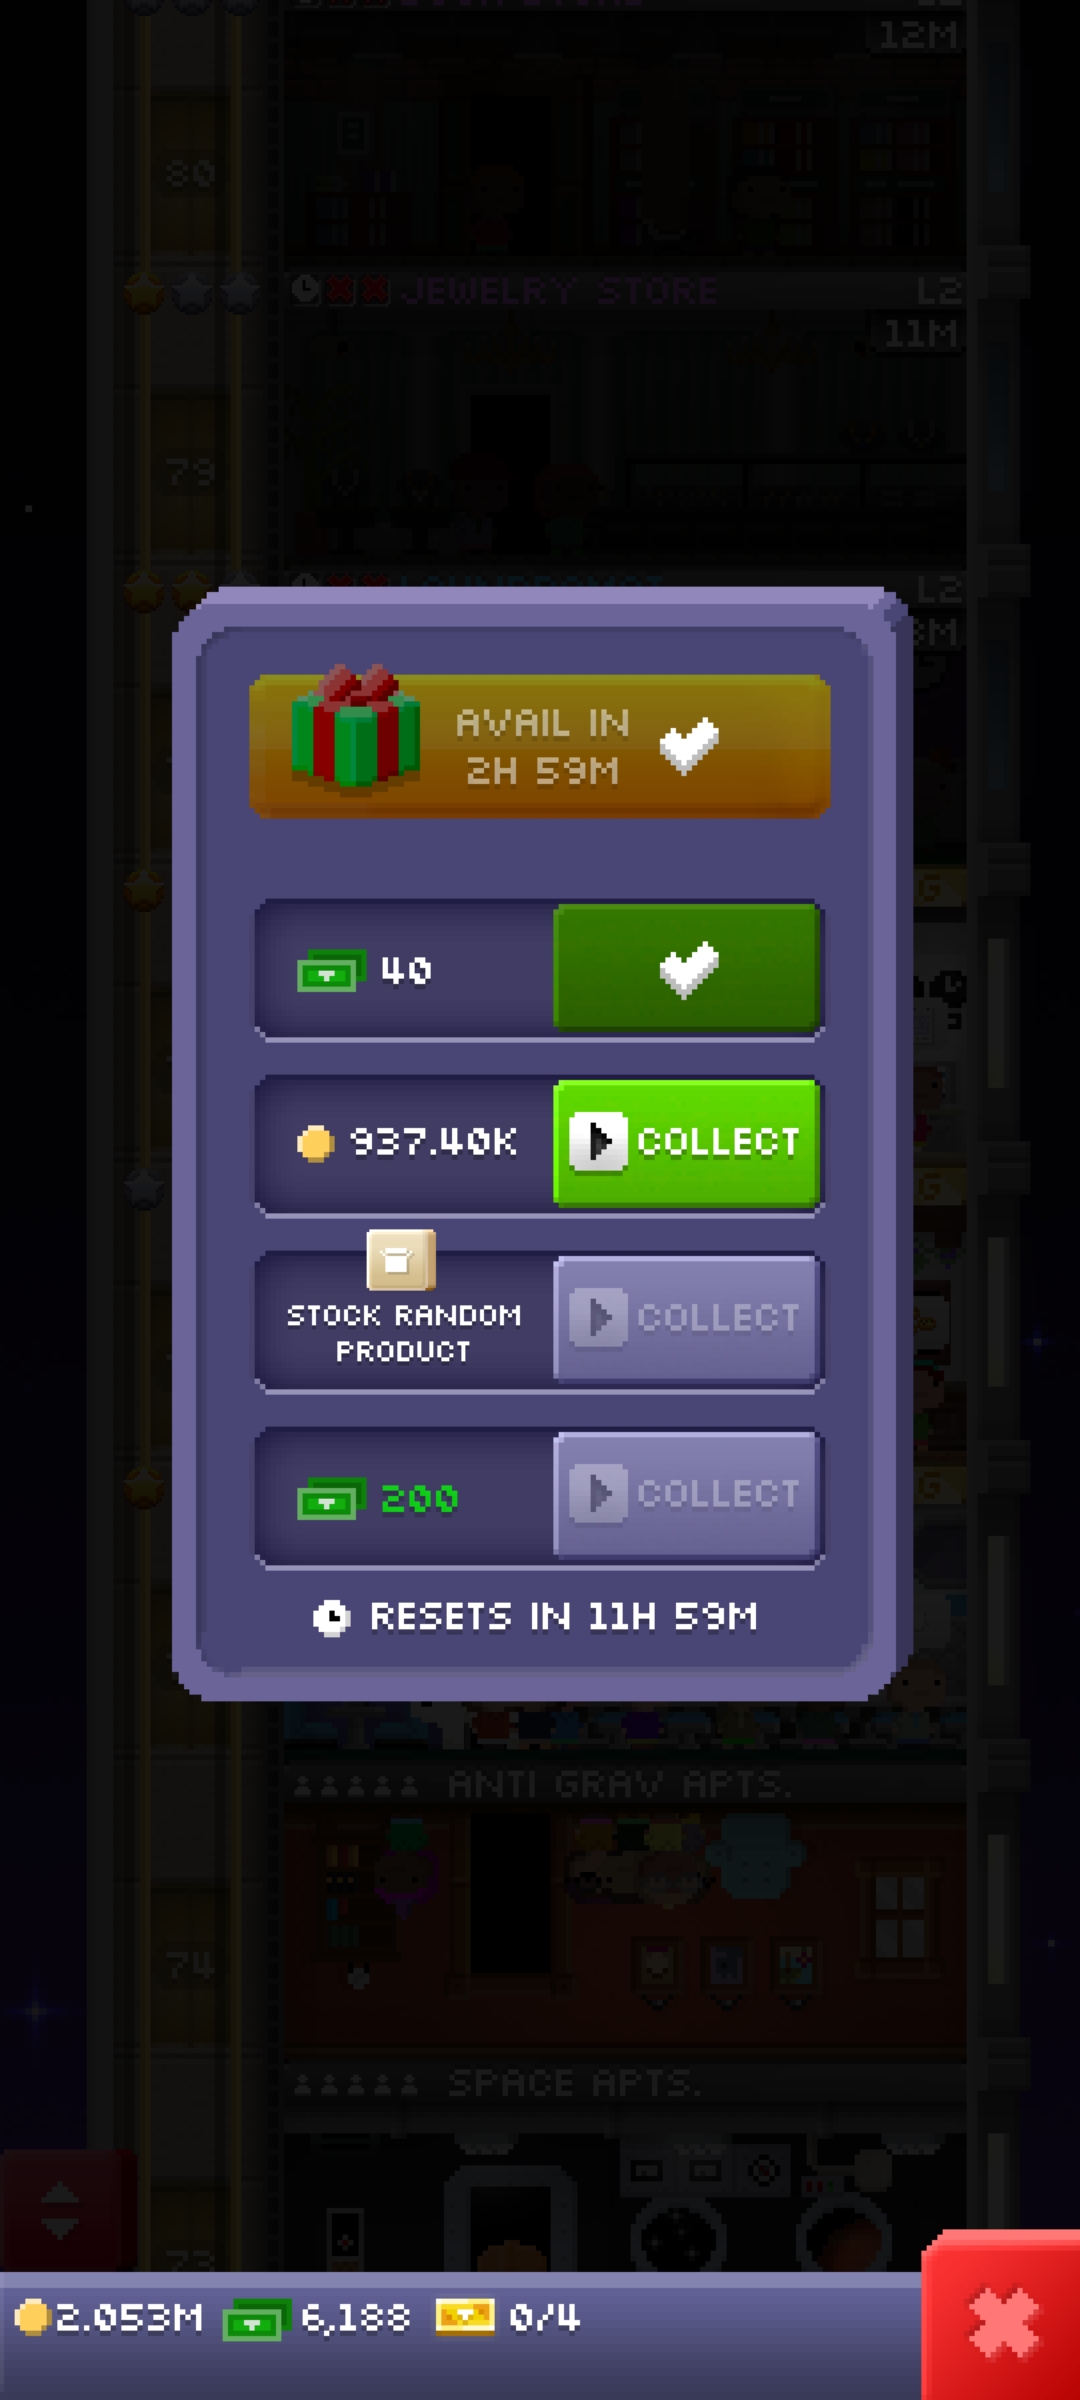 12M
80
JEWELRY STORE
L2
11M
79
L2
AVAIL IN
2H 59M
40
937.40K
COLLECT
STOCK RANDOM
PRODUCT
COLLECT
200
COLLECT
RESETS IN 11H 59M
ANTI GRAV APTS.
74
SPACE APTS.
73
2.053M
6,188
0/4